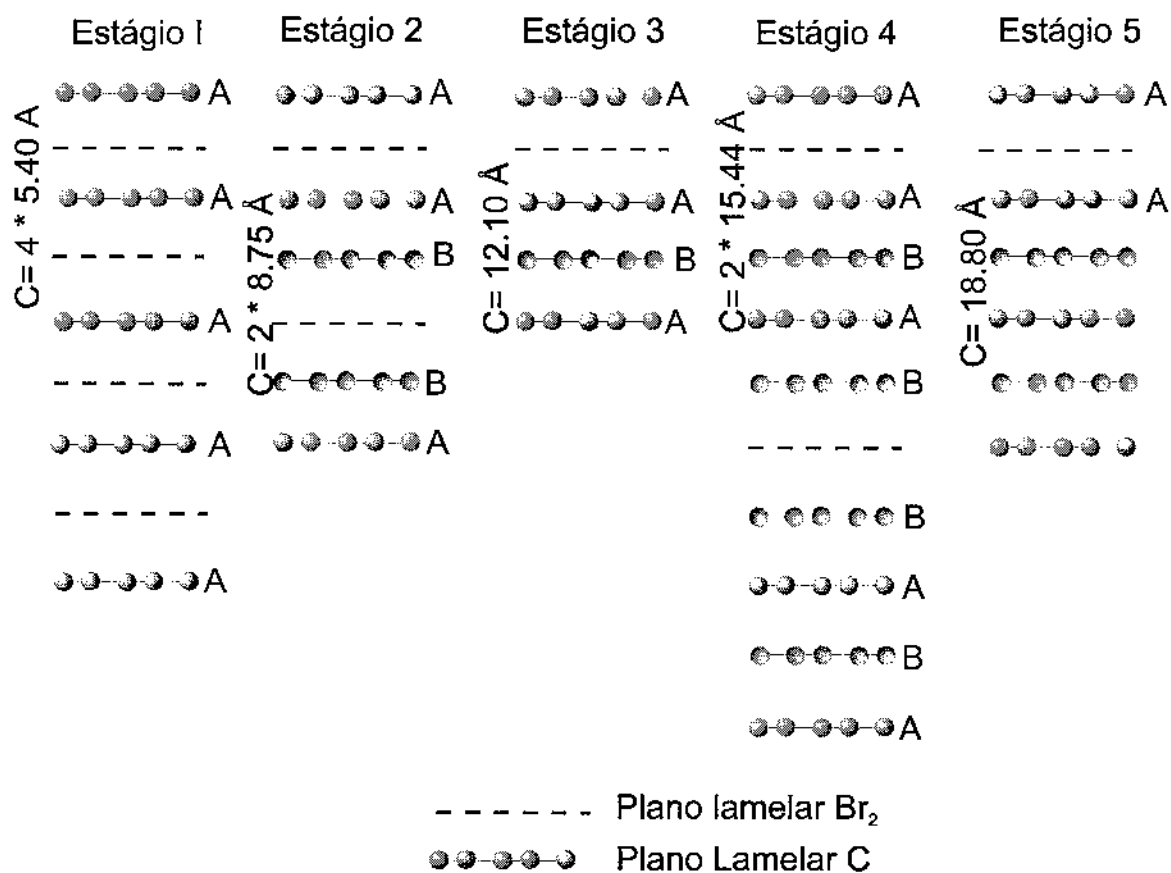 Estágio 1 Estágio 2 Estágio 3 Estágio 4 Estágio 5
C= 4 * 5.40 A
A
A
A
A
A
C= 2 * 8.75 Å
A
A
B
B
A
C= 12.10 Å
A
A
B
A
C= 2 * 15.44 Å
A
A
B
A
B
B
A
B
A
C= 18.80 Å
A
A
Plano lamelar Br₂
Plano Lamelar C